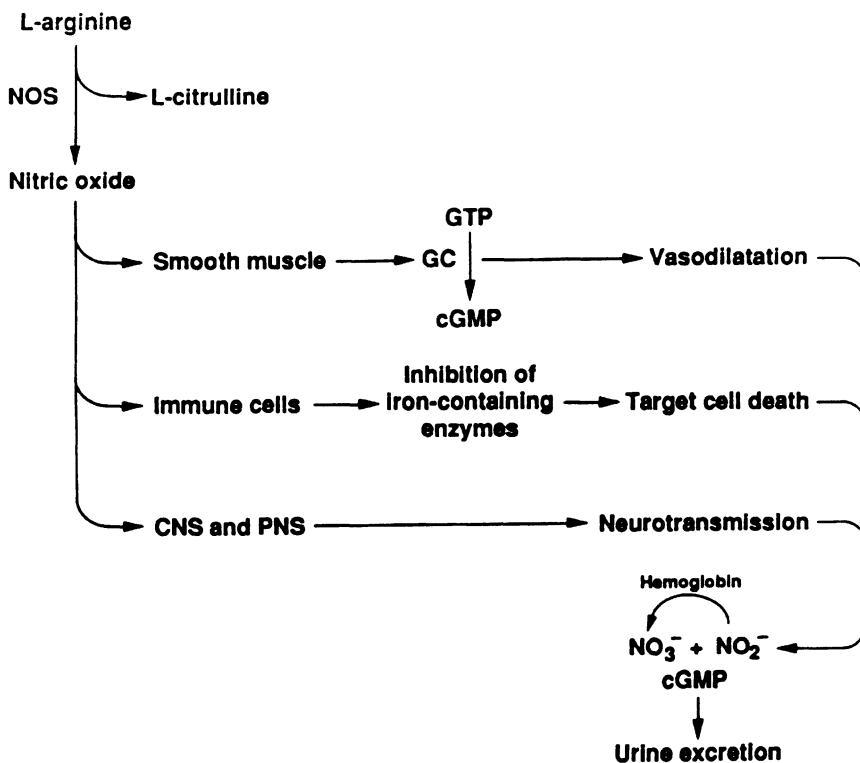 L-arginine
NOS
L-citrulline
Nitric oxide
GTP
Smooth muscle
GC
Vasodilatation
cGMP
Immune cells
Inhibition of
iron-containing
enzymes
Target cell death
CNS and PNS
Neurotransmission
Hemoglobin
NO₃⁻ + NO₂⁻
cGMP
Urine excretion